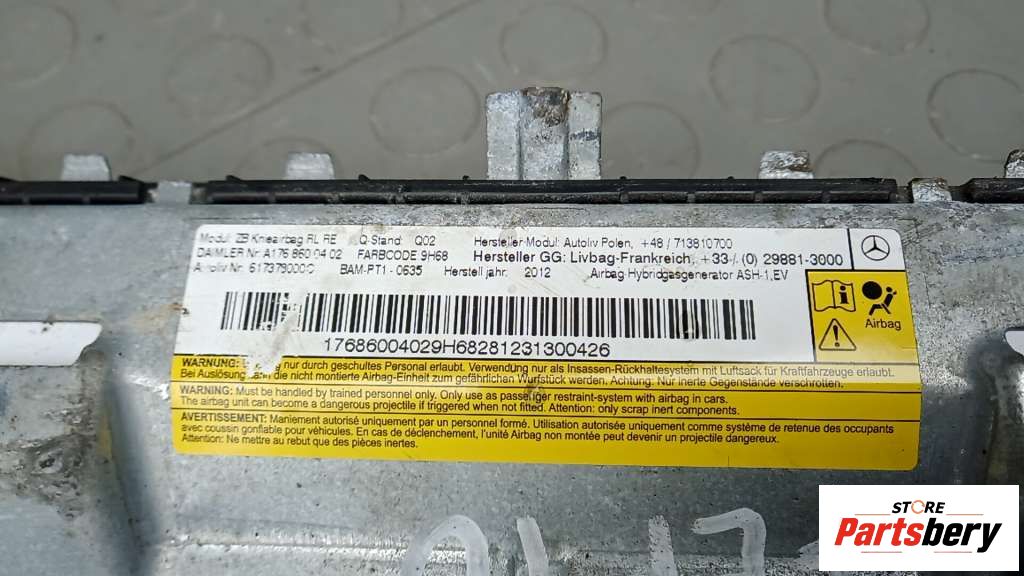 Modul: ZB Knieairbag RL RE Q-Stand: Q02 Hersteller Modul: Autoliv Polen, +48 / 713810700
DAIMLER Nr: A176 860 04 02 FARBCODE 9H68 Hersteller GG: Livbag-Frankreich, +33-/ (0) 29881-3000
Autoliv Nr: 617379000C BAM-PT1 - 0635 Herstelljahr: 2012 Airbag Hybridgasgenerator ASH-1,EV
Airbag
17686004029H68281231300426
WARNUNG: nur durch geschultes Personal erlaubt. Verwendung nur als Insassen-Rückhaltesystem mit Luftsack für Kraftfahrzeuge erlaubt.
Bei Auslösung kann die nicht montierte Airbag-Einheit zum gefährlichen Wurfstück werden. Achtung: Nur inerte Gegenstände verschrotten.
WARNING: Must be handled by trained personnel only. Only use as passenger restraint-system with airbag in cars.
The airbag unit can become a dangerous projectile if triggered when not fitted. Attention: only scrap inert components.
AVERTISSEMENT: Maniement autorisé uniquement par un personnel formé. Utilisation autorisée uniquement comme système de retenue des occupants
avec coussin gonflable pour véhicules. En cas de déclenchement, l'unité Airbag non montée peut devenir un projectile dangereux.
Attention: Ne mettre au rebut que des pièces inertes.
STORE
Partsbery